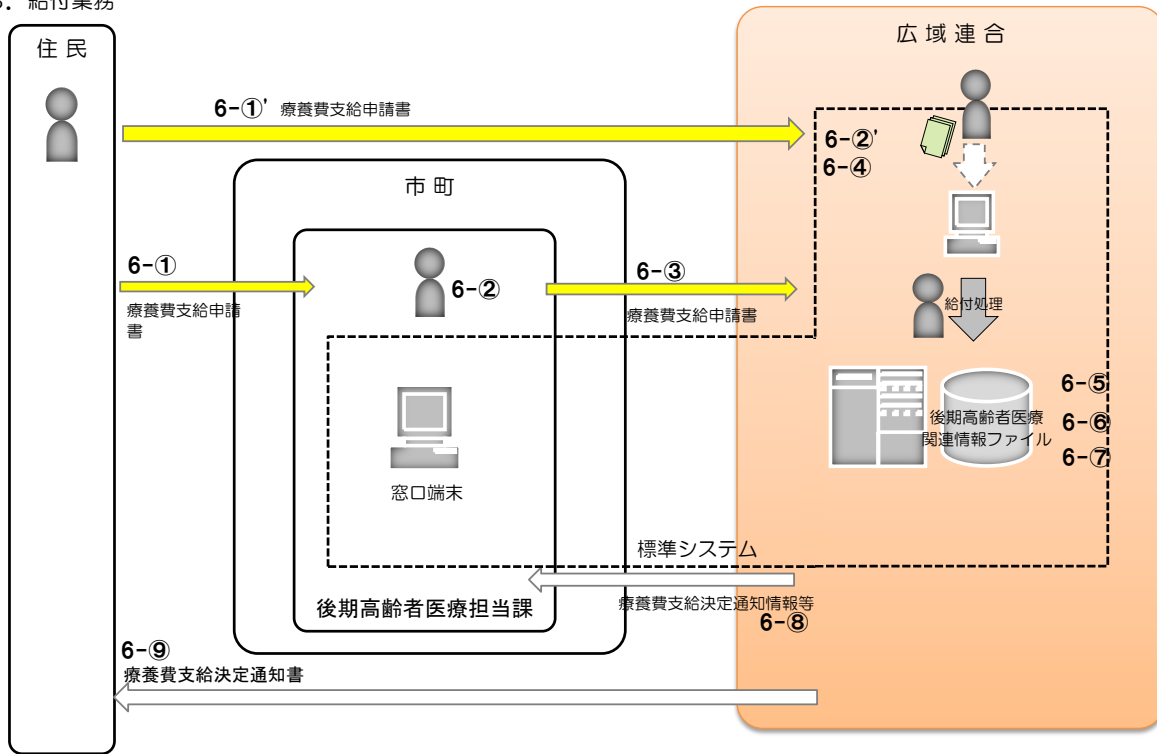 ．給付業務
住 民
広 域 連 合
6-①' 療養費支給申請書
6-②'
6-④
市 町
6-①
療養費支給申請
書
6-②
6-③
療養費支給申請書
給付処理
後期高齢者医療
関連情報ファイル
6-⑤
6-⑥
6-⑦
窓口端末
標準システム
療養費支給決定通知情報等
6-⑧
後期高齢者医療担当課
6-⑨
療養費支給決定通知書